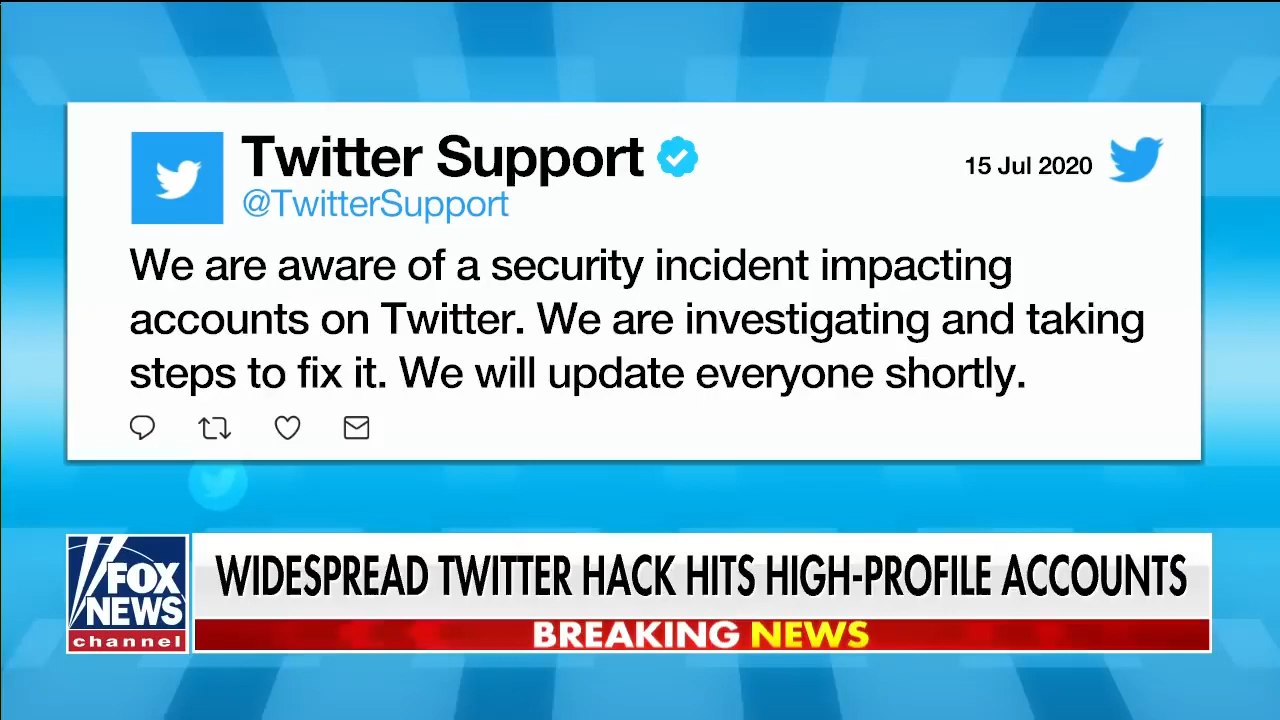 Twitter Support
15 Jul 2020
@TwitterSupport
We are aware of a security incident impacting
accounts on Twitter. We are investigating and taking
steps to fix it. We will update everyone shortly.
FOX
NEWS
channel
WIDESPREAD TWITTER HACK HITS HIGH-PROFILE ACCOUNTS
BREAKING NEWS